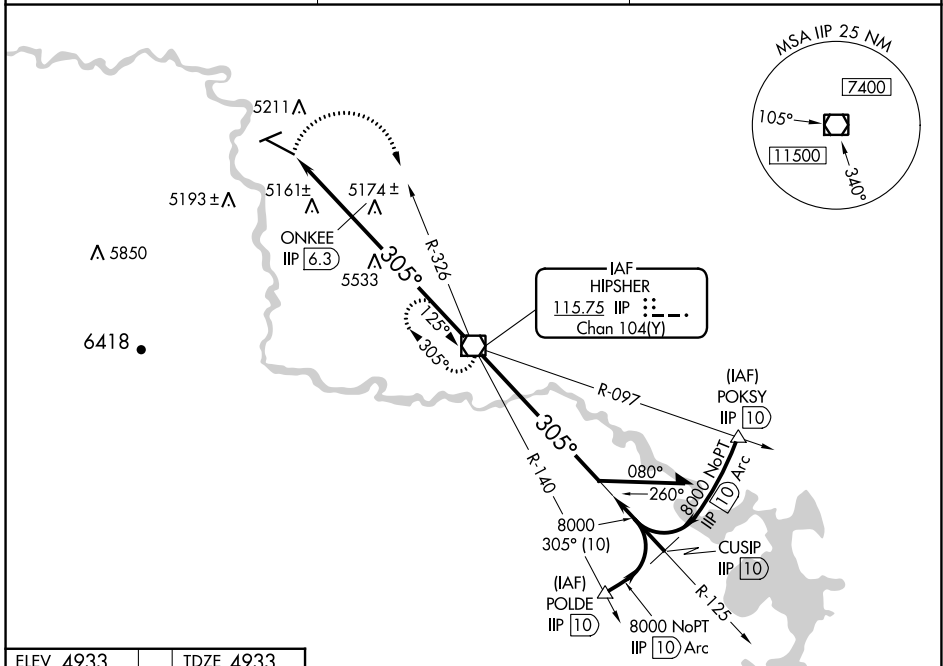 MSA IIP 25 NM
7400
105°
11500
340°
5211
5193 ±
5161±
5174 ±
ONKEE
IIP 6.3
5850
5533
305°
R-326
6418
125°
305°
IAF
HIPSHER
115.75 IIP
Chan 104(Y)
R-097
(IAF)
POKSY
IIP 10
305°
R-140
080°
260°
8000 NoPT
IIP 10 Arc
8000
305° (10)
CUSIP
IIP 10
(IAF)
POLDE
IIP 10
R-125
8000 NoPT
IIP 10 Arc
ELEV 4933
TDZE 4933